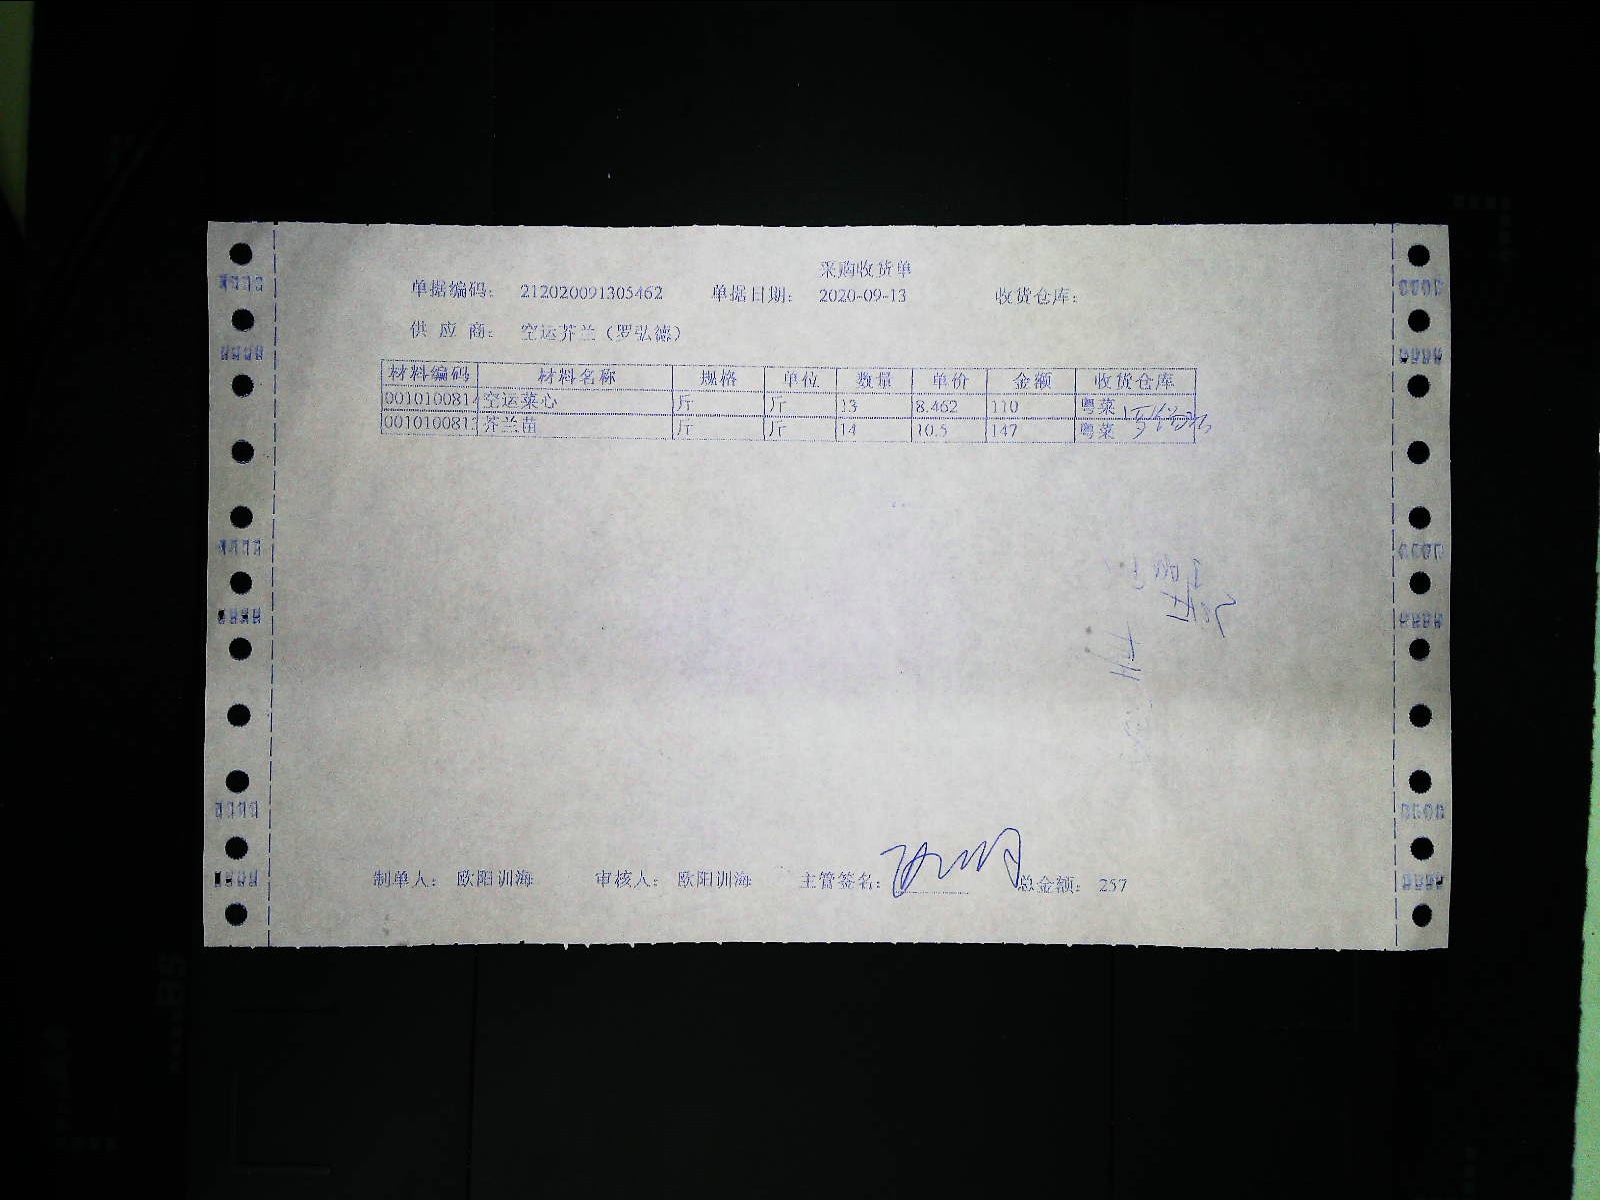 采购收货单
单据编码： 212020091305462 单据日期： 2020-09-13 收货仓库：
供 应 商： 空运芥兰（罗弘德）
材料编码 材料名称 规格 单位 数量 单价 金额 收货仓库
0010100814 空运菜心 斤 斤 13 8.462 110 粤菜
001010081 芥兰苗 斤 斤 14 10.5 147 粤菜
制单人： 欧阳训海 审核人： 欧阳训海 主管签名： 总金额： 257